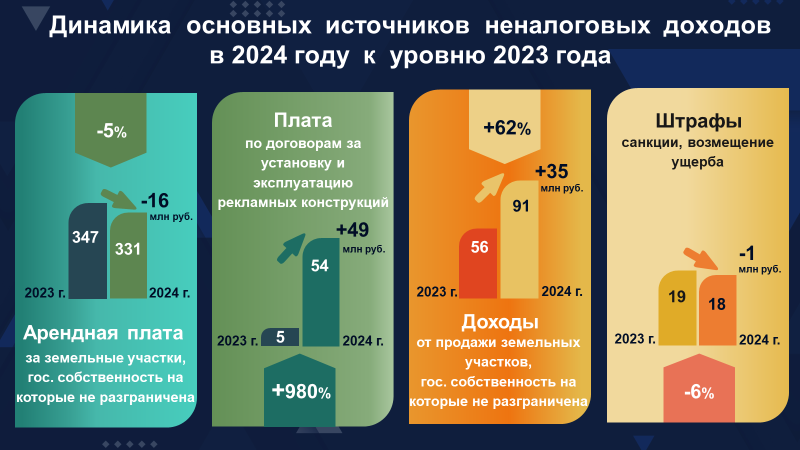 Динамика основных источников неналоговых доходов
в 2024 году к уровню 2023 года
-5%
-16
млн руб.
347
331
2023 г.
2024 г.
Арендная плата
за земельные участки,
гос. собственность на
которые не разграничена
Плата
по договорам за
установку и
эксплуатацию
рекламных конструкций
+49
млн руб.
54
5
2023 г.
2024 г.
+980%
+62%
+35
млн руб.
91
56
2023 г.
2024 г.
Доходы
от продажи земельных
участков,
гос. собственность на
которые не разграничена
Штрафы
санкции, возмещение
ущерба
-1
млн руб.
19
18
2023 г.
2024 г.
-6%